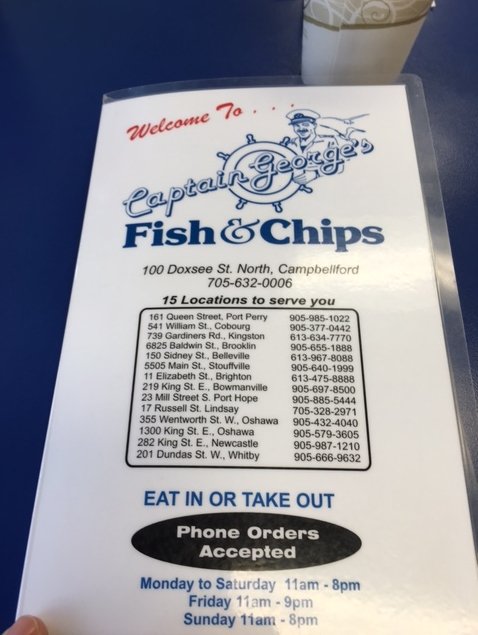 Welcome To . . .
Captain George's
Fish & Chips
100 Doxsee St. North, Campbellford
705-632-0006
15 Locations to serve you
161 Queen Street, Port Perry 905-985-1022
541 William St., Cobourg 905-377-0442
739 Gardiners Rd., Kingston 613-634-7770
6825 Baldwin St., Brooklin 905-655-1888
150 Sidney St., Belleville 613-967-8088
5505 Main St., Stouffville 905-640-1999
11 Elizabeth St., Brighton 613-475-8888
219 King St. E., Bowmanville 905-697-8500
23 Mill Street S. Port Hope 905-885-5444
17 Russell St. Lindsay 705-328-2971
355 Wentworth St. W., Oshawa 905-432-4040
1300 King St. E., Oshawa 905-579-3605
282 King St. E., Newcastle 905-987-1210
201 Dundas St. W., Whitby 905-666-9632
EAT IN OR TAKE OUT
Phone Orders
Accepted
Monday to Saturday 11am - 8pm
Friday 11am - 9pm
Sunday 11am - 8pm